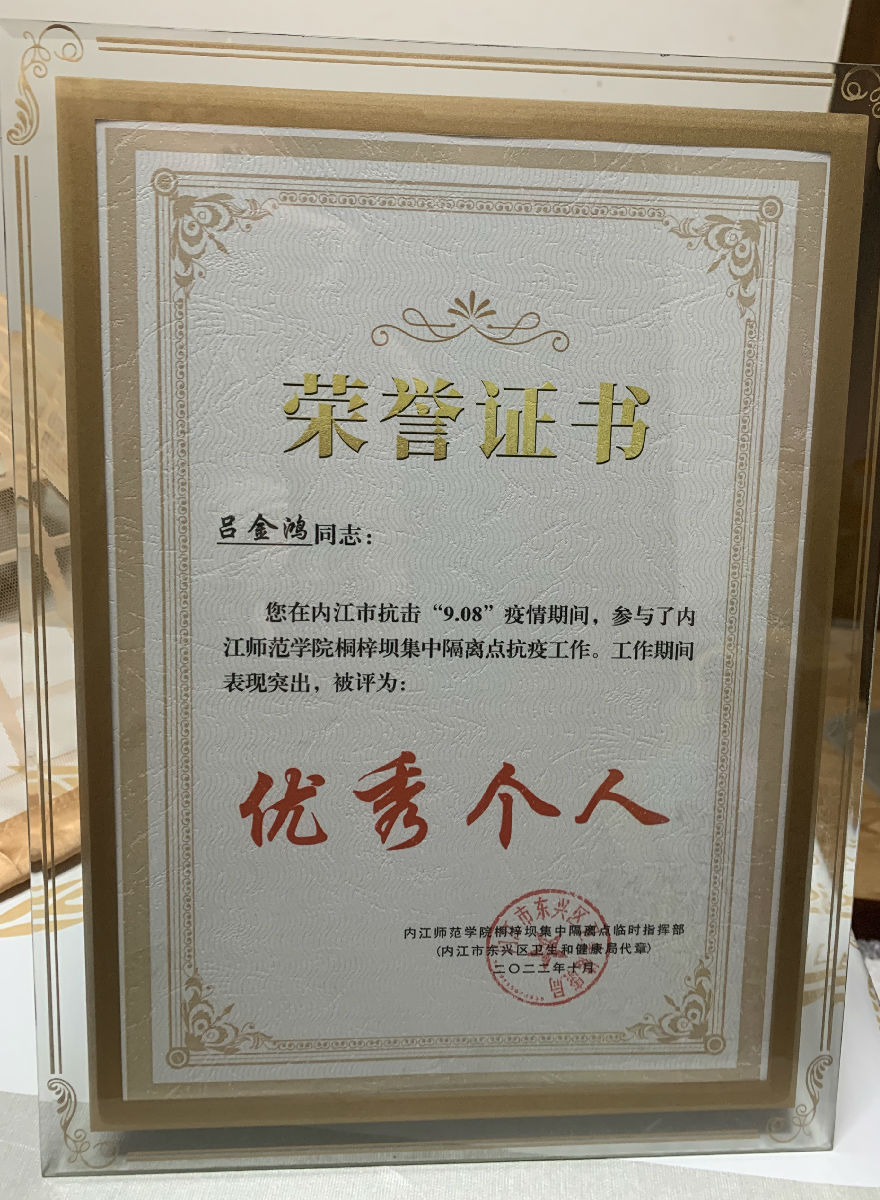 荣誉证书
吕金鸿同志：
您在内江市抗击“9.08”疫情期间，参与了内
江师范学院桐梓坝集中隔离点抗疫工作。工作期间
表现突出，被评为：
优秀个人
内江师范学院桐梓坝集中隔离点临时指挥部
(内江市东兴区卫生和健康局代章)
二〇二二年十月